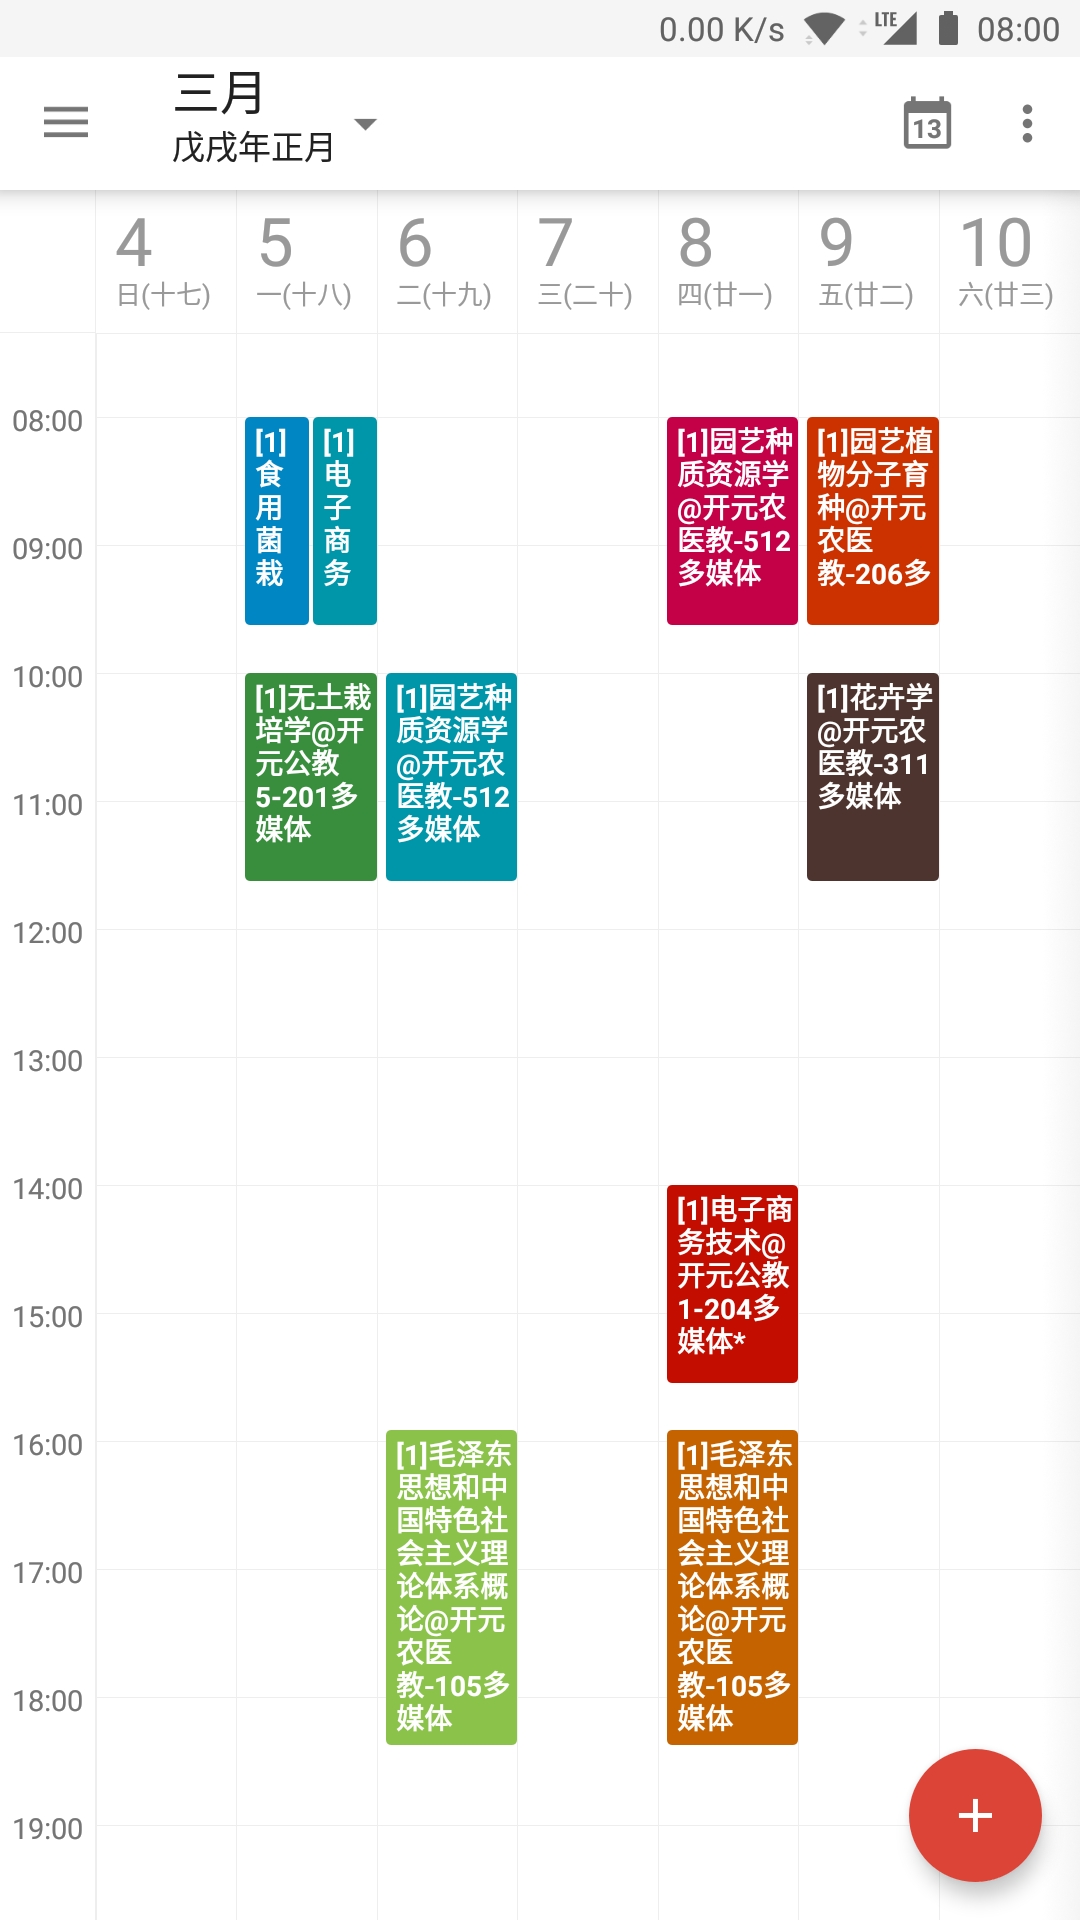 0.00 K/s LTE 08:00
三月
戊戌年正月
13
4 5 6 7 8 9 10
日(十七) 一(十八) 二(十九) 三(二十) 四(廿一) 五(廿二) 六(廿三)
08:00
[1]
食
用
菌
栽
[1]
电
子
商
务
[1]园艺种
质资源学
@开元农
医教-512
多媒体
[1]园艺植
物分子育
种@开元
农医
教-206多
09:00
10:00
[1]无土栽
培学@开
元公教
5-201多
媒体
[1]园艺种
质资源学
@开元农
医教-512
多媒体
[1]花卉学
@开元农
医教-311
多媒体
11:00
12:00
13:00
14:00
[1]电子商
务技术@
开元公教
1-204多
媒体*
15:00
16:00
[1]毛泽东
思想和中
国特色社
会主义理
论体系概
论@开元
农医
教-105多
媒体
[1]毛泽东
思想和中
国特色社
会主义理
论体系概
论@开元
农医
教-105多
媒体
17:00
18:00
19:00